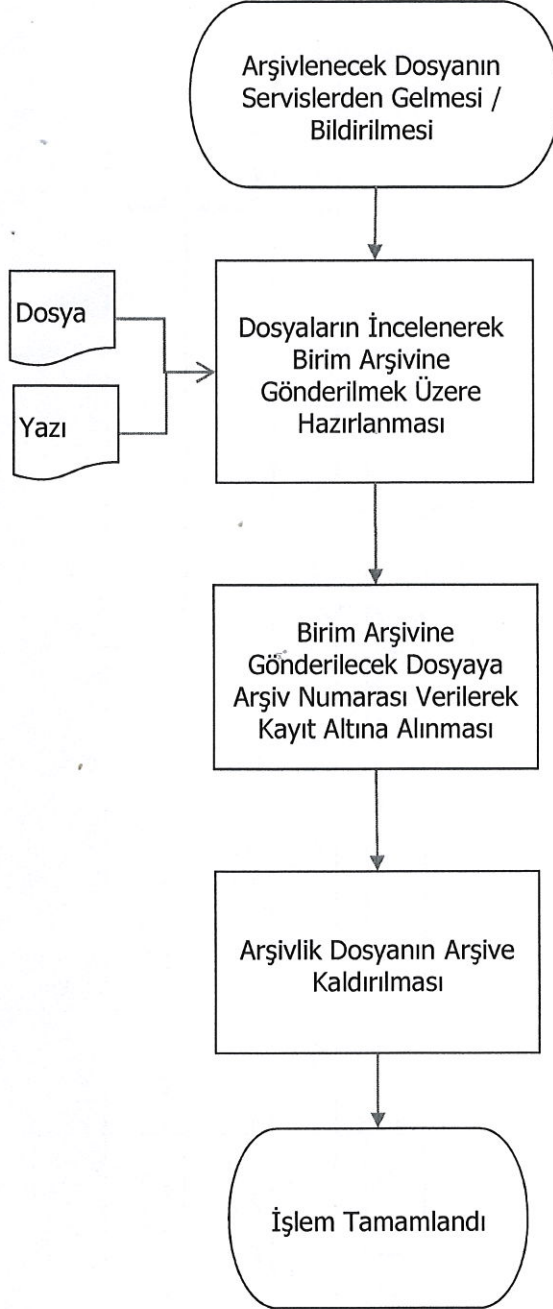 Arşivlenecek Dosyanın
Servislerden Gelmesi /
Bildirilmesi
Dosya
Yazı
Dosyaların İncelenerek
Birim Arşivine
Gönderilmek Üzere
Hazırlanması
Birim Arşivine
Gönderilecek Dosyaya
Arşiv Numarası Verilerek
Kayıt Altına Alınması
Arşivlik Dosyanın Arşive
Kaldırılması
İşlem Tamamlandı